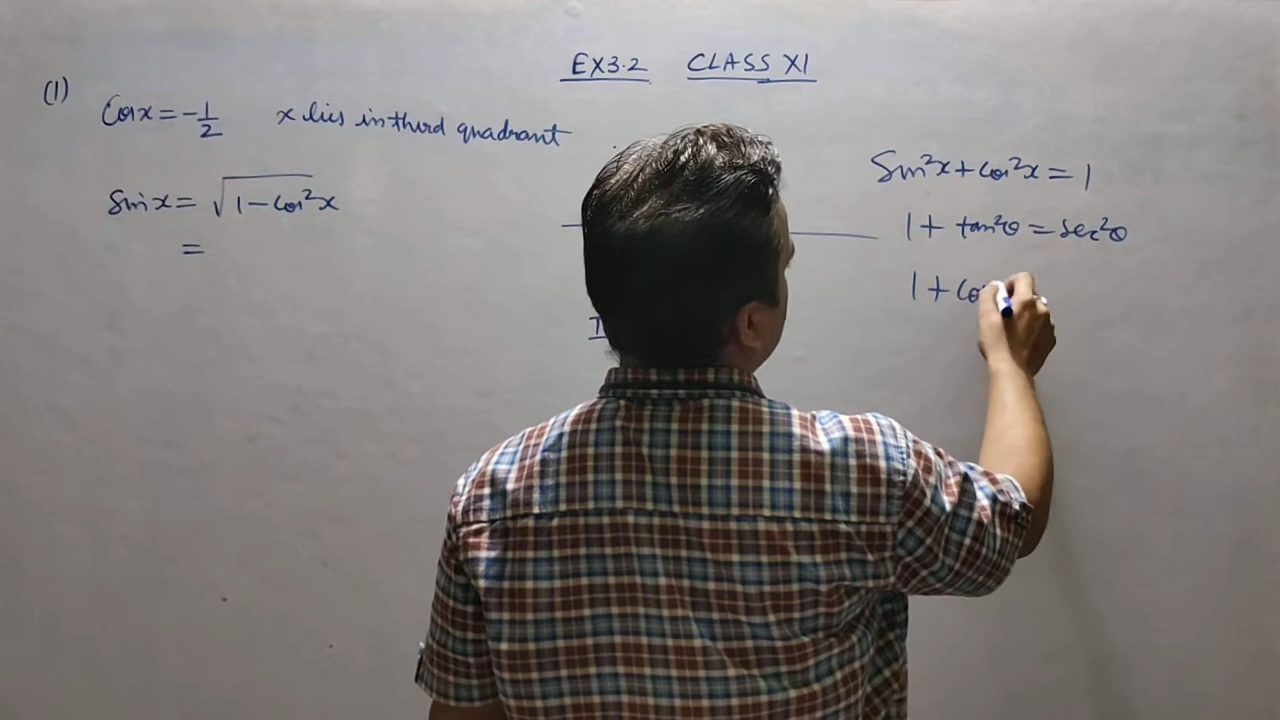 EX3.2 CLASS XI
(1)
Cosx = -1/2 x lies in third quadrant
Sinx = √1-cos²x
=
Sin²x + cos²x = 1
1 + tan²θ = sec²θ
1 + co
I